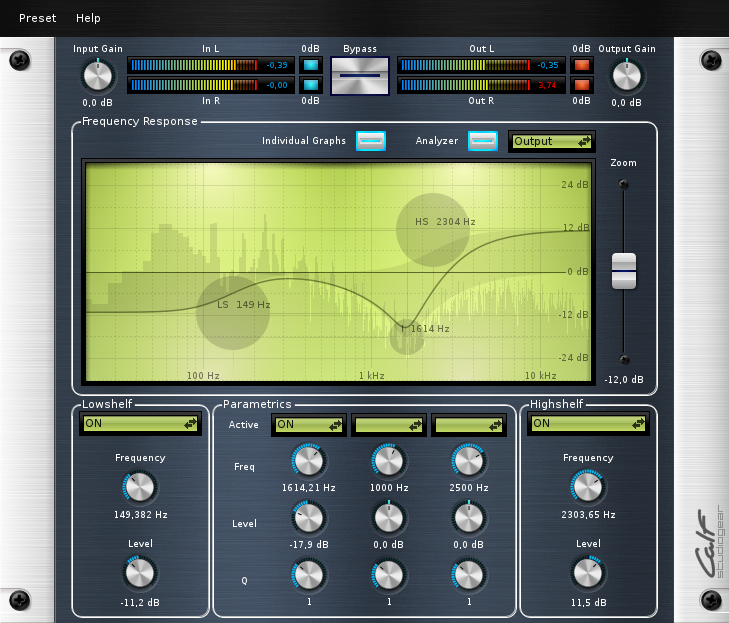 Preset Help
Input Gain In L 0dB Bypass Out L 0dB Output Gain
-0,39 -0,35
-0,00 3,74
0,0 dB In R 0dB Out R 0dB 0,0 dB
Frequency Response
Individual Graphs Analyzer Output
Zoom
24 dB
HS 2304 Hz
12 dB
0 dB
LS 149 Hz
-12 dB
1614 Hz
-24 dB
100 Hz 1 kHz 10 kHz
-12,0 dB
Lowshelf Parametrics Highshelf
ON Active ON ON
Frequency Freq Frequency
1614,21 Hz 1000 Hz 2500 Hz
149,382 Hz 2303,65 Hz
Level Level Level
-17,9 dB 0,0 dB 0,0 dB
Q
-11,2 dB 1 1 1 11,5 dB
Calf
studiogear